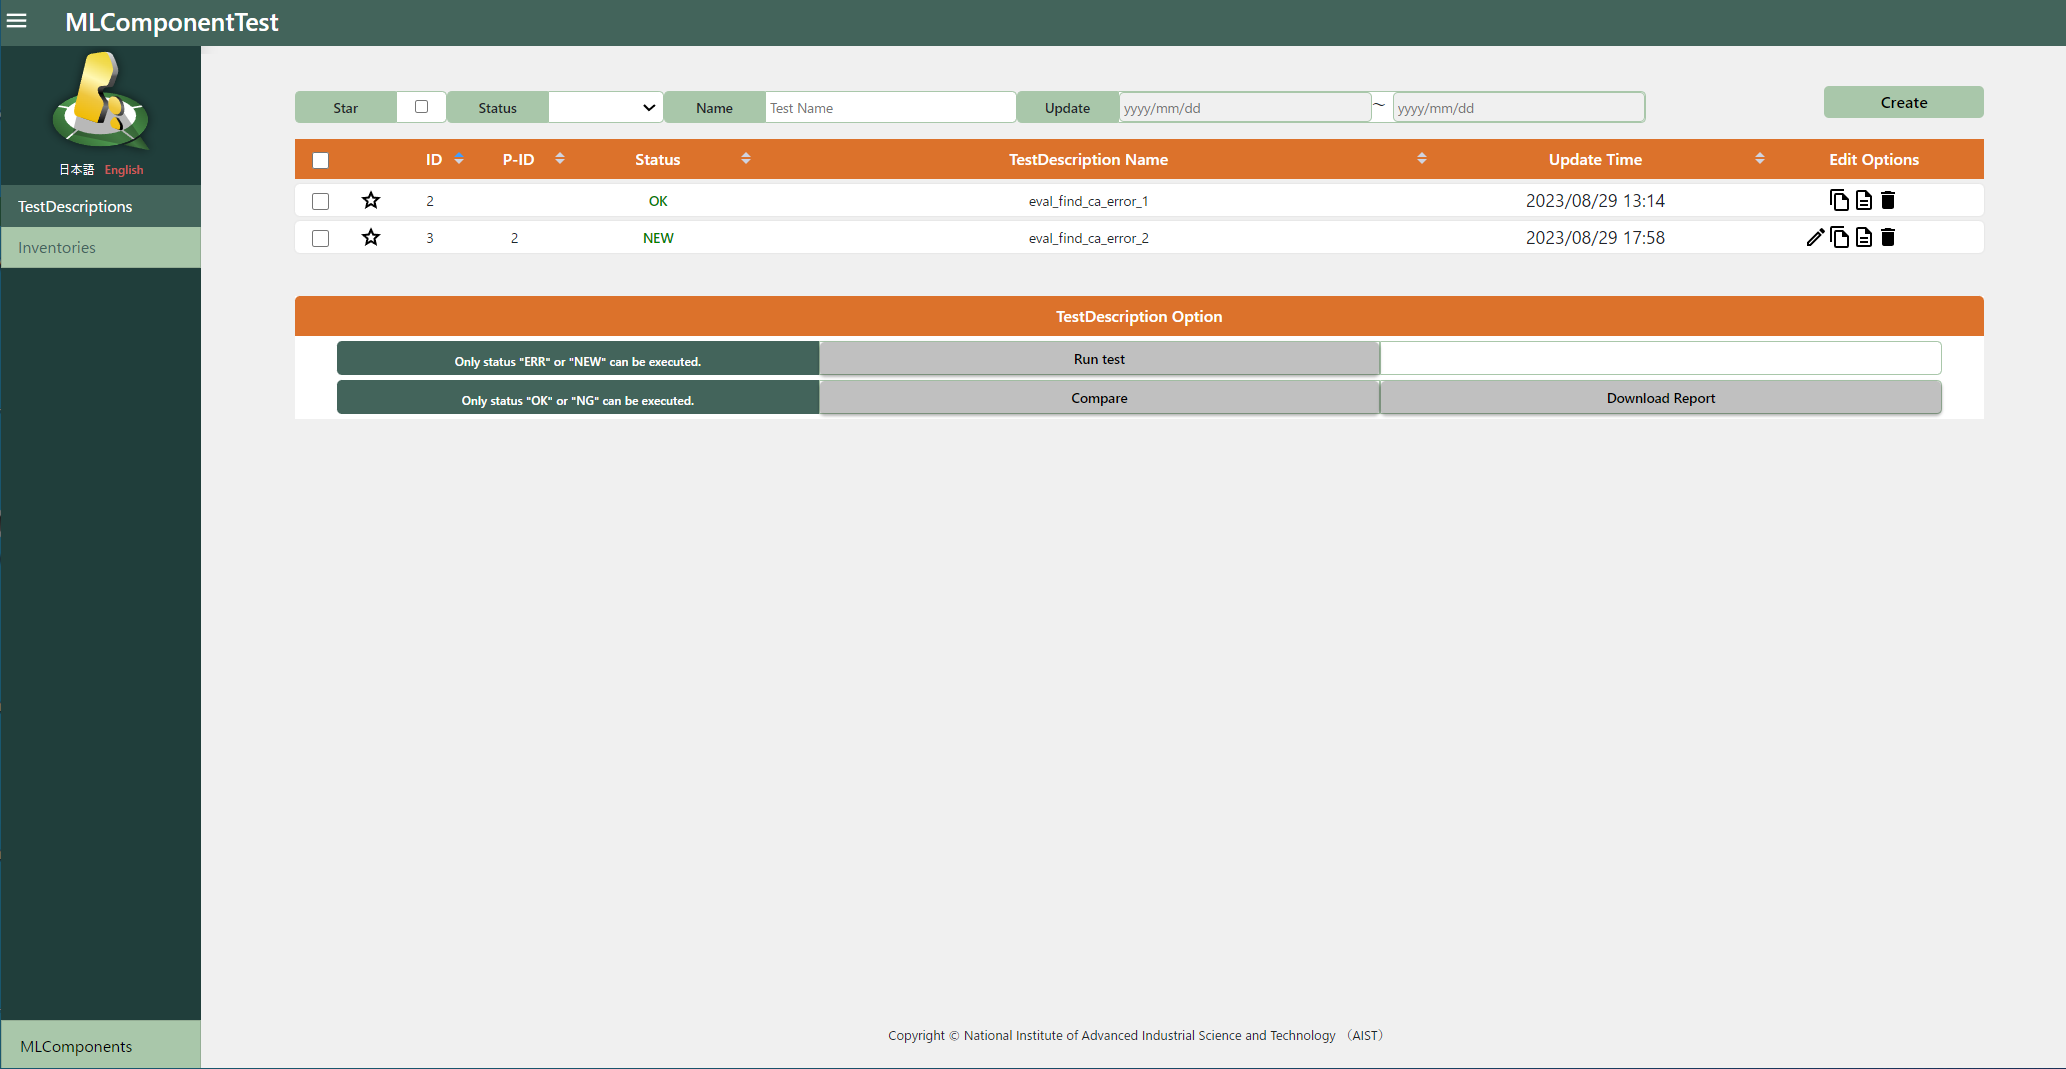 MLComponentTest
日本語 English
TestDescriptions
Inventories
MLComponents
Star Status Name Test Name Update yyyy/mm/dd ~ yyyy/mm/dd Create
ID P-ID Status TestDescription Name Update Time Edit Options
2 OK eval_find_ca_error_1 2023/08/29 13:14
3 2 NEW eval_find_ca_error_2 2023/08/29 17:58
TestDescription Option
Only status "ERR" or "NEW" can be executed. Run test
Only status "OK" or "NG" can be executed. Compare Download Report
Copyright © National Institute of Advanced Industrial Science and Technology （AIST）